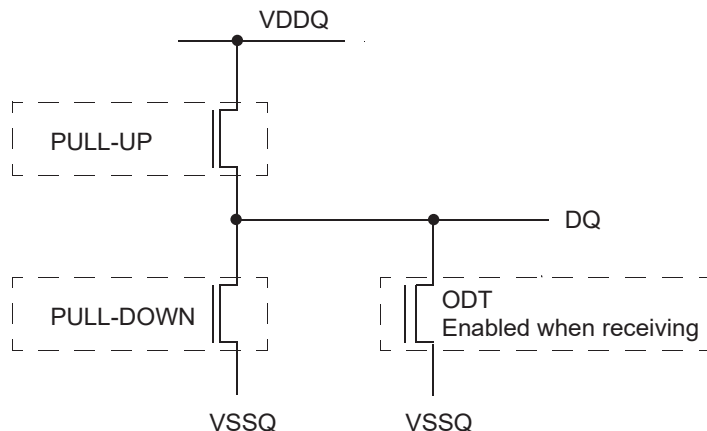 VDDQ
PULL-UP
DQ
PULL-DOWN
ODT
Enabled when receiving
VSSQ
VSSQ